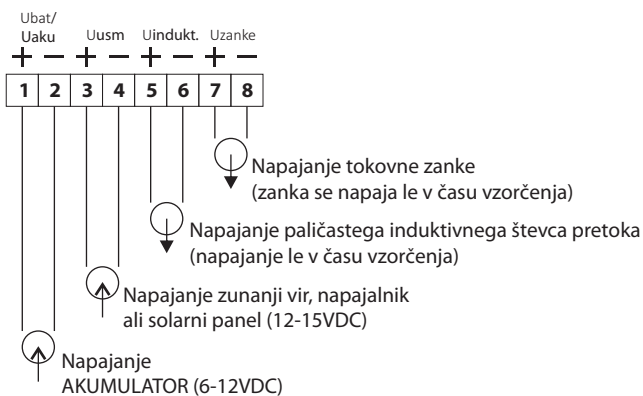 Ubat/
Uaku Uusm Uindukt. Uzanke
+ − + − + − + −
1 2 3 4 5 6 7 8
Napajanje tokovne zanke
(zanka se napaja le v času vzorčenja)
Napajanje paličastega induktivnega števca pretoka
(napajanje le v času vzorčenja)
Napajanje zunanji vir, napajalnik
ali solarni panel (12-15VDC)
Napajanje
AKUMULATOR (6-12VDC)